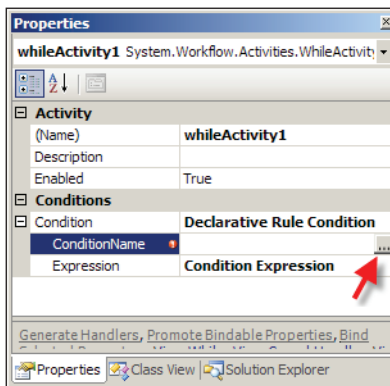 Properties
whileActivity1 System.Workflow.Activities.WhileActivity
Activity
(Name) whileActivity1
Description
Enabled True
Conditions
Condition Declarative Rule Condition
ConditionName ...
Expression Condition Expression
Generate Handlers, Promote Bindable Properties, Bind
Properties Class View Solution Explorer